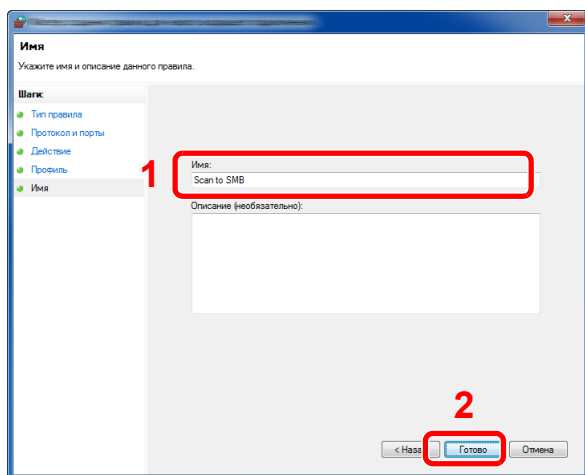 Имя
Укажите имя и описание данного правила.
Шаги:
Тип правила
Протокол и порты
Действие
Профиль
Имя
1
Имя:
Scan to SMB
Описание (необязательно):
2
< Наза
Готово
Отмена